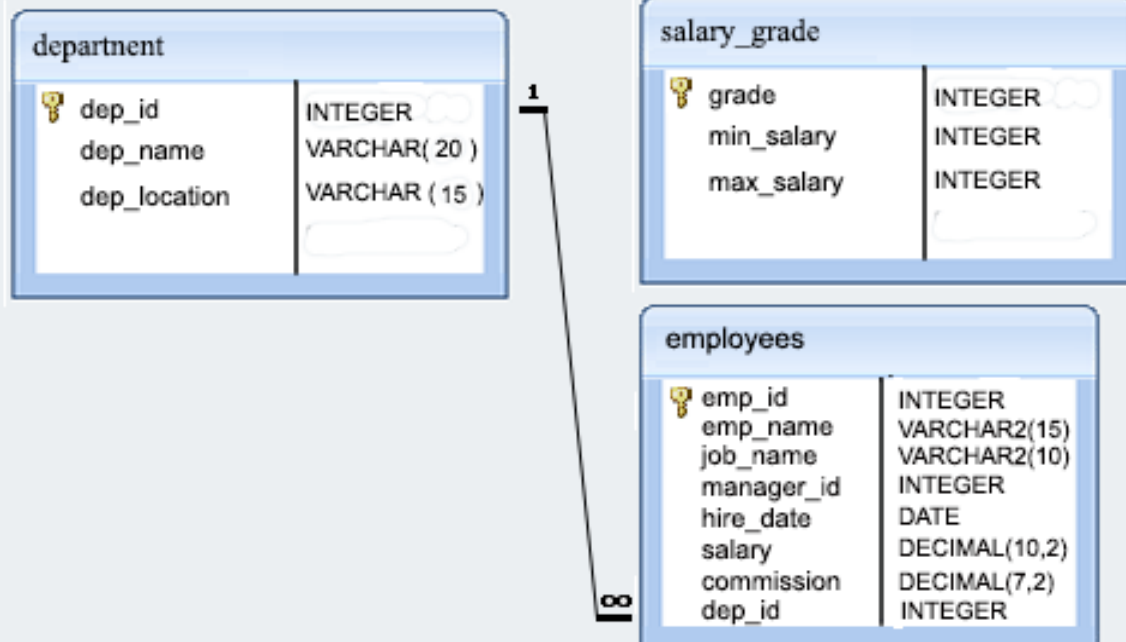 departnent
dep_id INTEGER
dep_name VARCHAR( 20 )
dep_location VARCHAR ( 15 )
1
salary_grade
grade INTEGER
min_salary INTEGER
max_salary INTEGER
employees
emp_id INTEGER
emp_name VARCHAR2(15)
job_name VARCHAR2(10)
manager_id INTEGER
hire_date DATE
salary DECIMAL(10,2)
commission DECIMAL(7,2)
dep_id INTEGER
∞